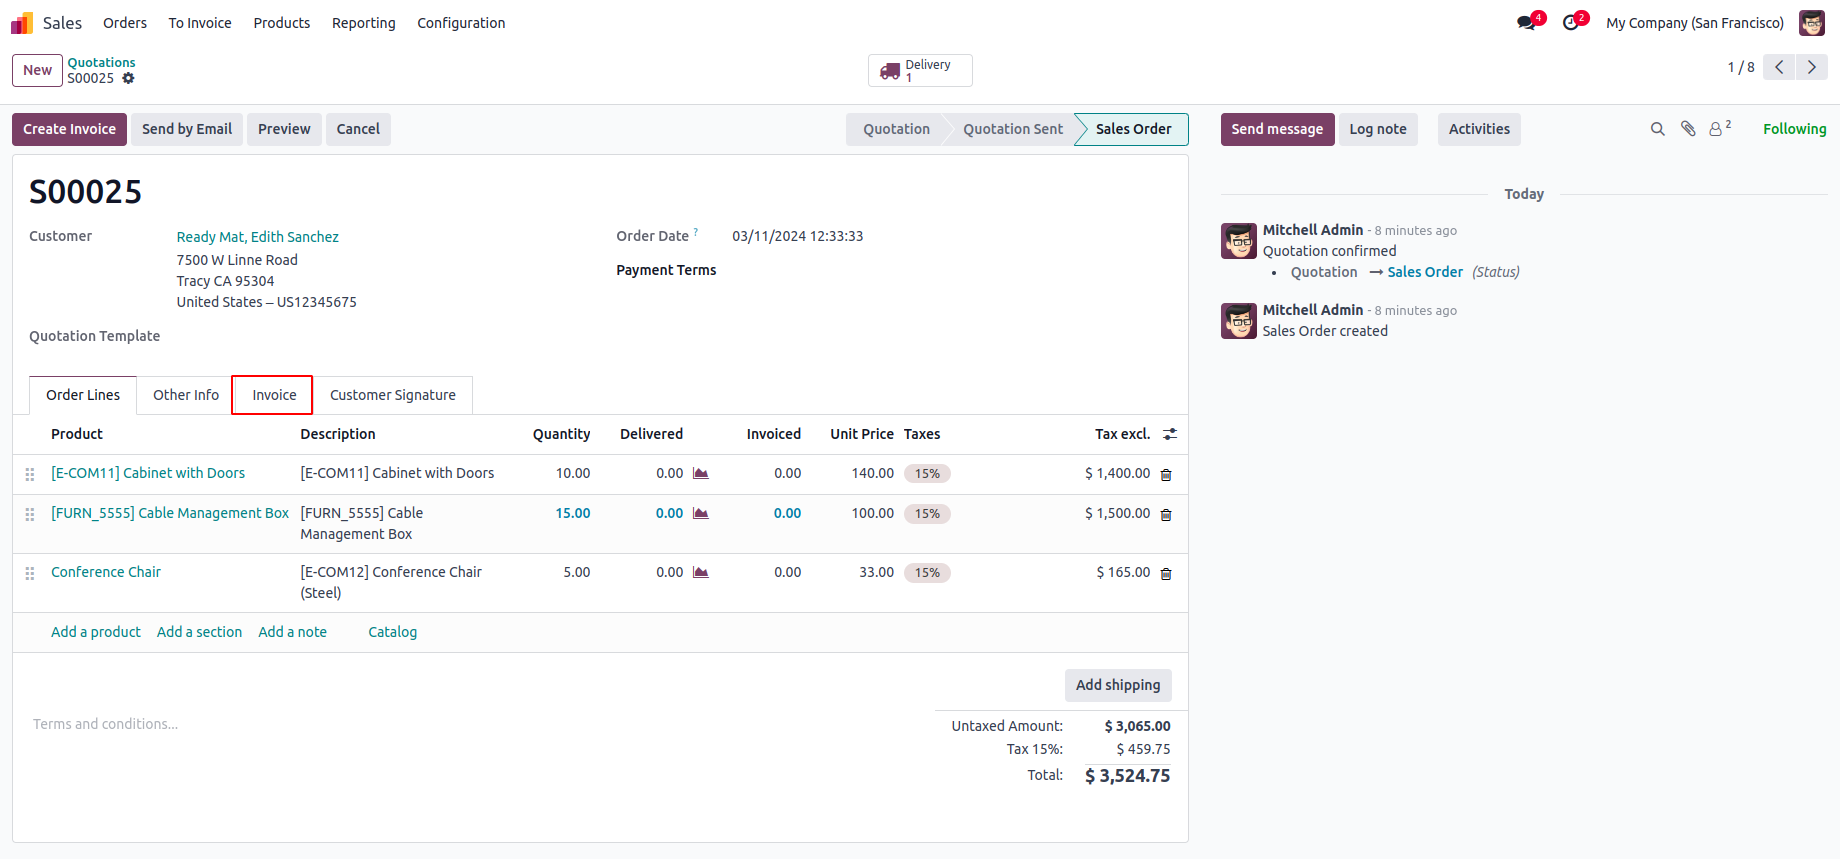 Sales Orders To Invoice Products Reporting Configuration 4 2 My Company (San Francisco)
New Quotations
S00025
Delivery
1
1 / 8
Create Invoice Send by Email Preview Cancel Quotation Quotation Sent Sales Order Send message Log note Activities 2 Following
S00025
Customer Ready Mat, Edith Sanchez
7500 W Linne Road
Tracy CA 95304
United States – US12345675
Order Date ? 03/11/2024 12:33:33
Payment Terms
Quotation Template
Order Lines Other Info Invoice Customer Signature
Product Description Quantity Delivered Invoiced Unit Price Taxes Tax excl.
[E-COM11] Cabinet with Doors [E-COM11] Cabinet with Doors 10.00 0.00 0.00 140.00 15% $ 1,400.00
[FURN_5555] Cable Management Box [FURN_5555] Cable 15.00 0.00 0.00 100.00 15% $ 1,500.00
Management Box
Conference Chair [E-COM12] Conference Chair 5.00 0.00 0.00 33.00 15% $ 165.00
(Steel)
Add a product Add a section Add a note Catalog
Add shipping
Terms and conditions...
Untaxed Amount: $ 3,065.00
Tax 15%: $ 459.75
Total: $ 3,524.75
Today
Mitchell Admin - 8 minutes ago
Quotation confirmed
• Quotation → Sales Order (Status)
Mitchell Admin - 8 minutes ago
Sales Order created